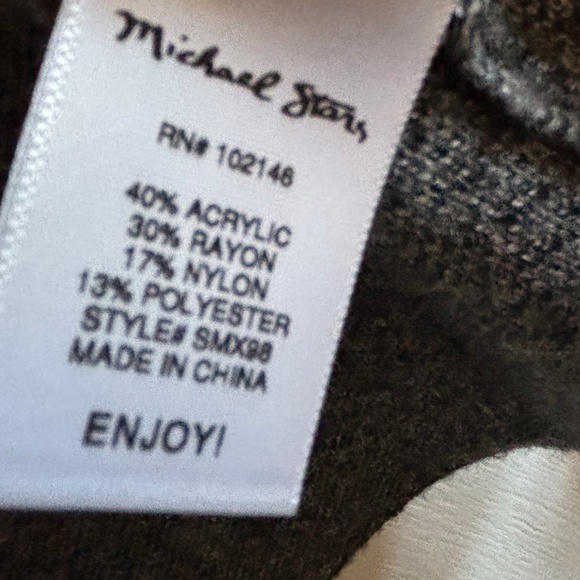 Michael Stars
RN# 102146
40% ACRYLIC
30% RAYON
17% NYLON
13% POLYESTER
STYLE# SMX98
MADE IN CHINA
ENJOY!